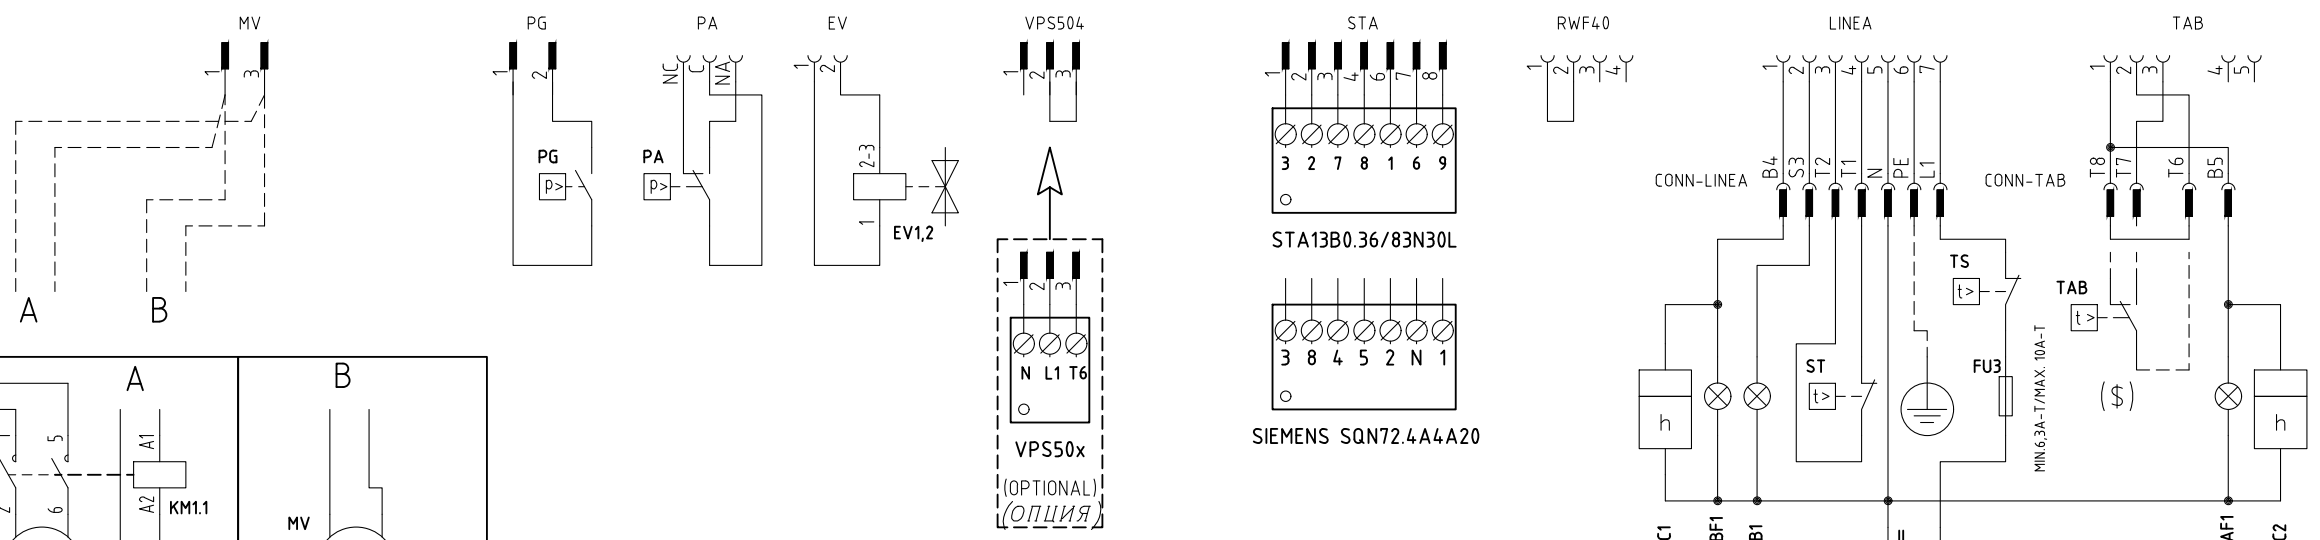 MV
PG
PA
EV
VPS504
STA
RWF40
LINEA
TAB
1
3
1
2
NC
C
NA
1
2
1
2
3
1
2
3
4
6
7
8
1
2
3
4
1
2
3
4
5
6
7
1
2
3
4
5
PG
p>
PA
p>
2-3
1
EV1,2
3 2 7 8 1 6 9
STA13B0.36/83N30L
CONN-LINEA
B4
S3
T2
T1
N
PE
L1
CONN-TAB
T8
T7
T6
B5
A
B
1
2
3
N L1 T6
VPS50x
(OPTIONAL)
(ОПЦИЯ)
3 8 4 5 2 N 1
SIEMENS SQN72.4A4A20
TS
t>
ST
t>
FU3
MIN.6,3A-T/MAX. 10A-T
TAB
t>
($)
h
h
A
B
1
5
2
6
A1
A2
KM1.1
MV
C1
BF1
B1
AF1
C2